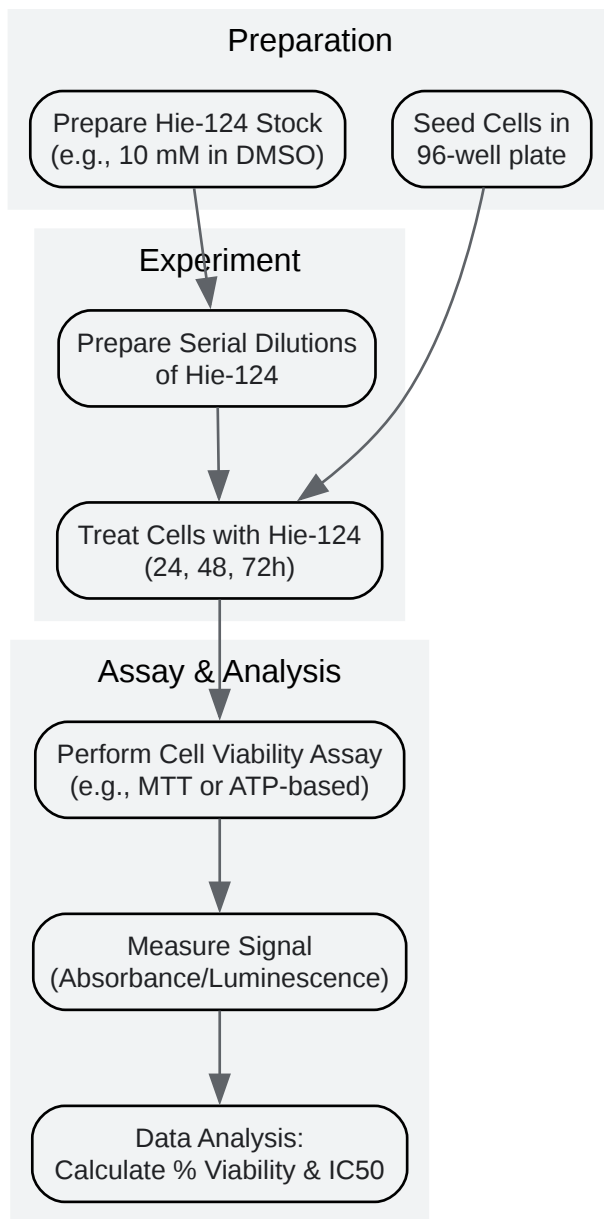 Preparation
Prepare Hie-124 Stock
(e.g., 10 mM in DMSO)
Seed Cells in
96-well plate
Experiment
Prepare Serial Dilutions
of Hie-124
Treat Cells with Hie-124
(24, 48, 72h)
Assay & Analysis
Perform Cell Viability Assay
(e.g., MTT or ATP-based)
Measure Signal
(Absorbance/Luminescence)
Data Analysis:
Calculate % Viability & IC50